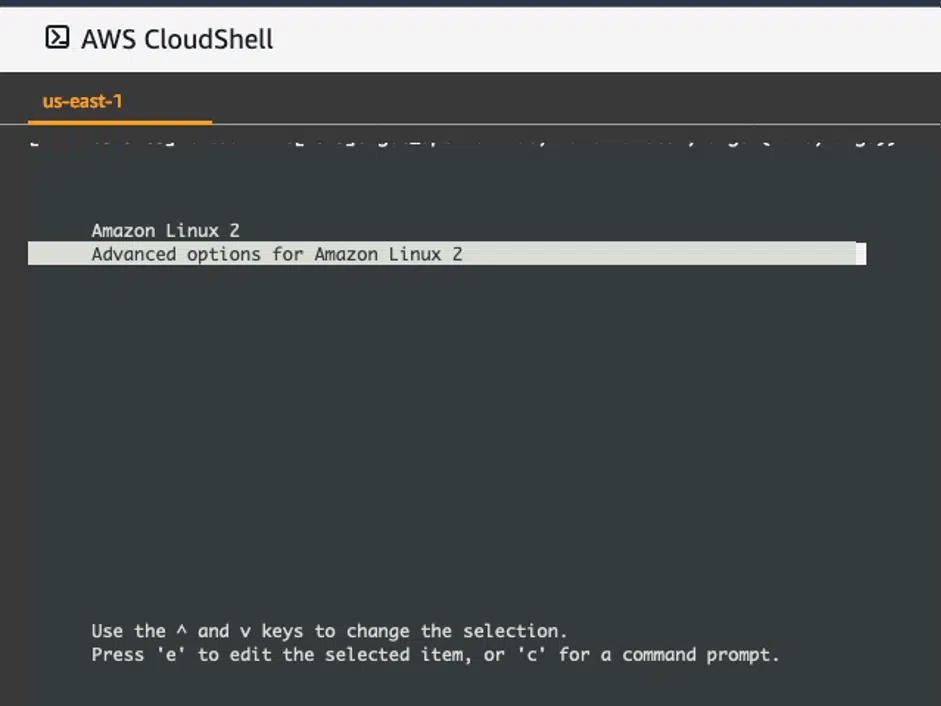 AWS CloudShell
us-east-1
Amazon Linux 2
Advanced options for Amazon Linux 2
Use the ^ and v keys to change the selection.
Press 'e' to edit the selected item, or 'c' for a command prompt.